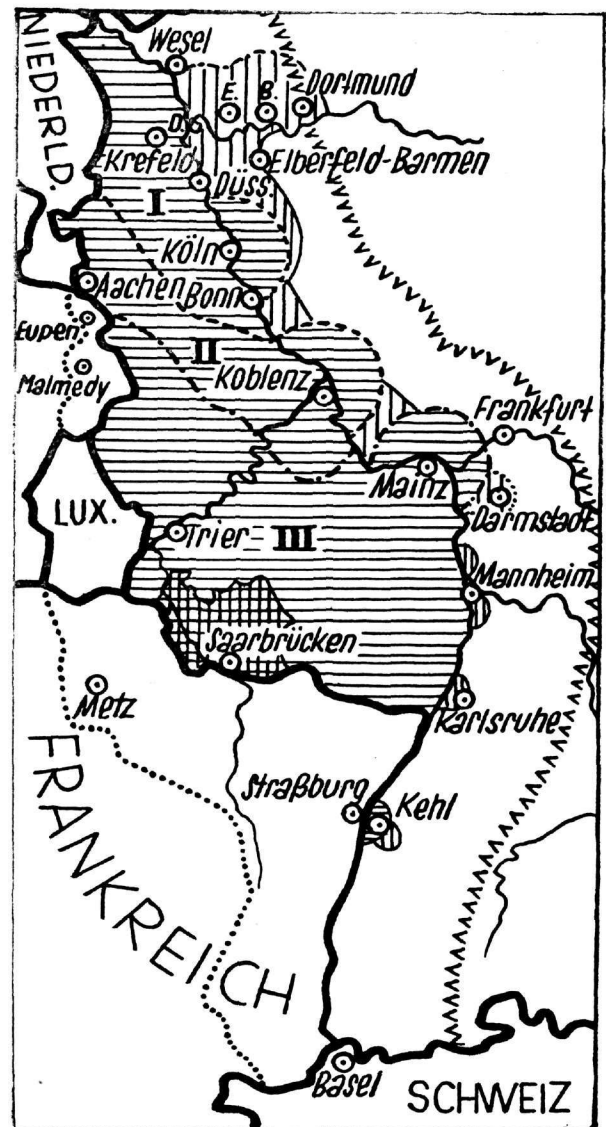 NIEDERLD.
Wesel
E.
B.
Dortmund
D.
Krefeld
Elberfeld-Barmen
Düss.
I
Köln
Aachen
Bonn
Eupen
II
Malmedy
Koblenz
Frankfurt
Mainz
LUX.
Trier
III
Darmstadt
Mannheim
Saarbrücken
Metz
Karlsruhe
Straßburg
Kehl
FRANKREICH
Basel
SCHWEIZ